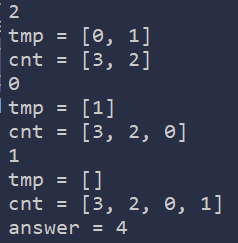 2
tmp = [0, 1]
cnt = [3, 2]
0
tmp = [1]
cnt = [3, 2, 0]
1
tmp = []
cnt = [3, 2, 0, 1]
answer = 4